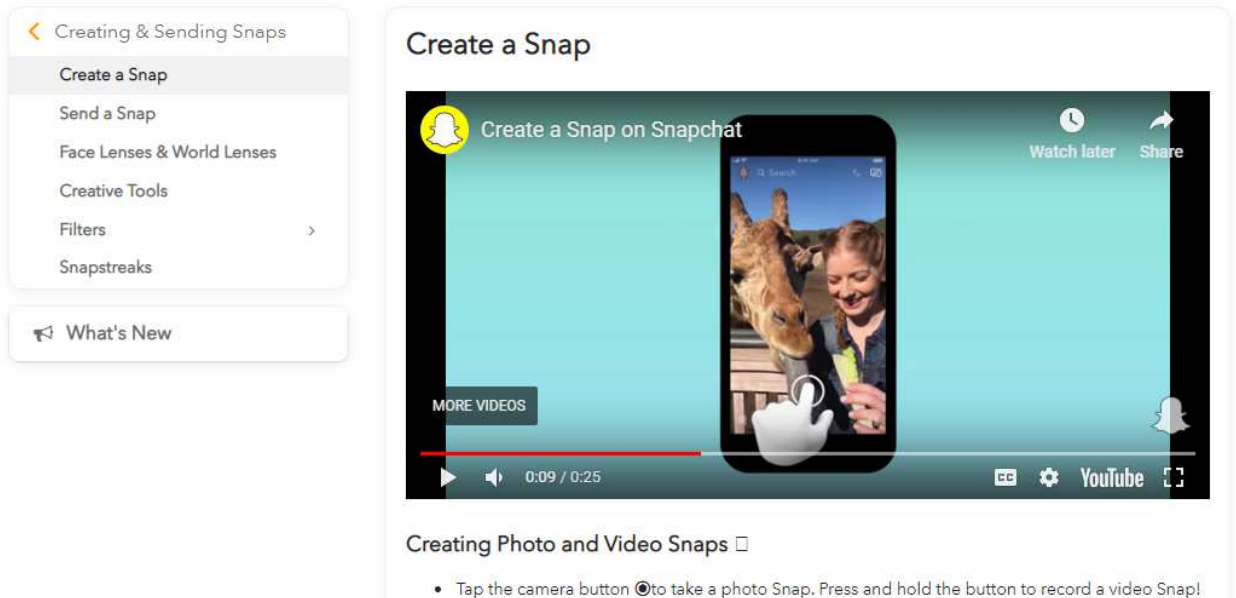 Creating & Sending Snaps
Create a Snap
Send a Snap
Face Lenses & World Lenses
Creative Tools
Filters
Snapstreaks
What's New
Create a Snap
Create a Snap on Snapchat
Watch later
Share
Search
MORE VIDEOS
0:09 / 0:25
CC
YouTube
Creating Photo and Video Snaps
• Tap the camera button to take a photo Snap. Press and hold the button to record a video Snap!